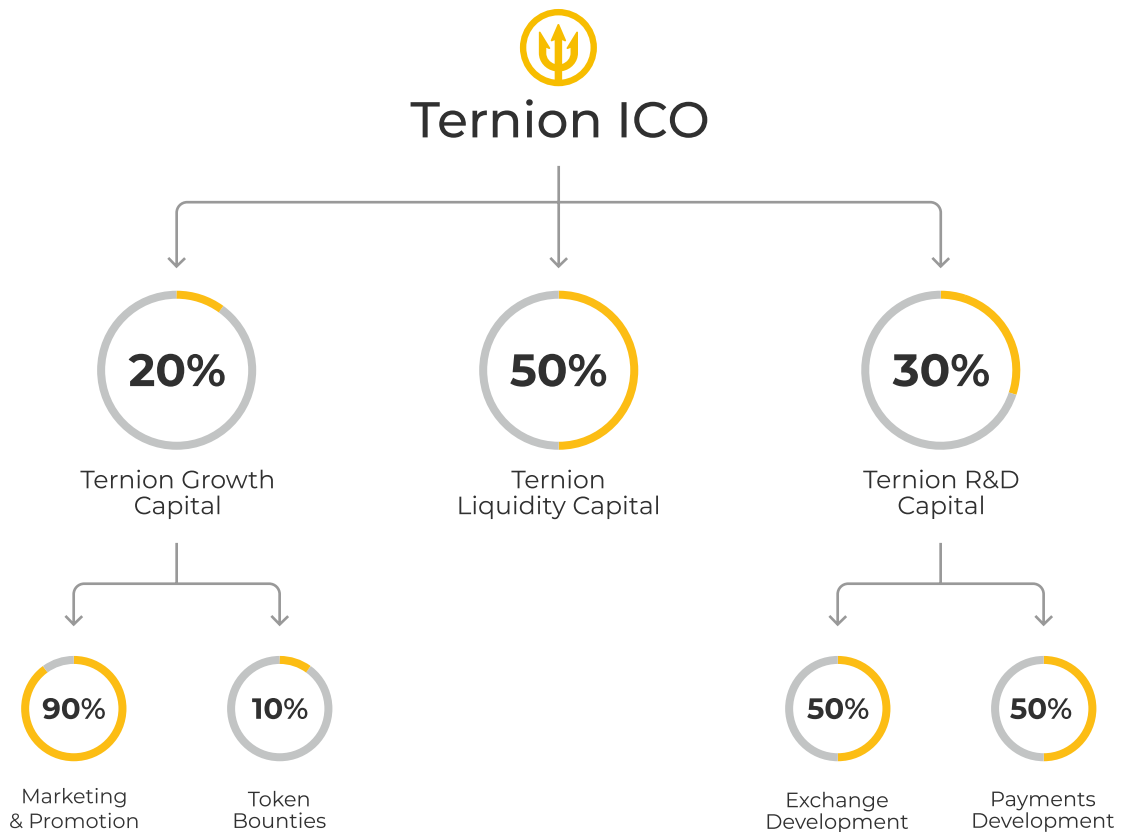 Ternion ICO
20%
50%
30%
Ternion Growth
Capital
Ternion
Liquidity Capital
Ternion R&D
Capital
90%
10%
50%
50%
Marketing
& Promotion
Token
Bounties
Exchange
Development
Payments
Development